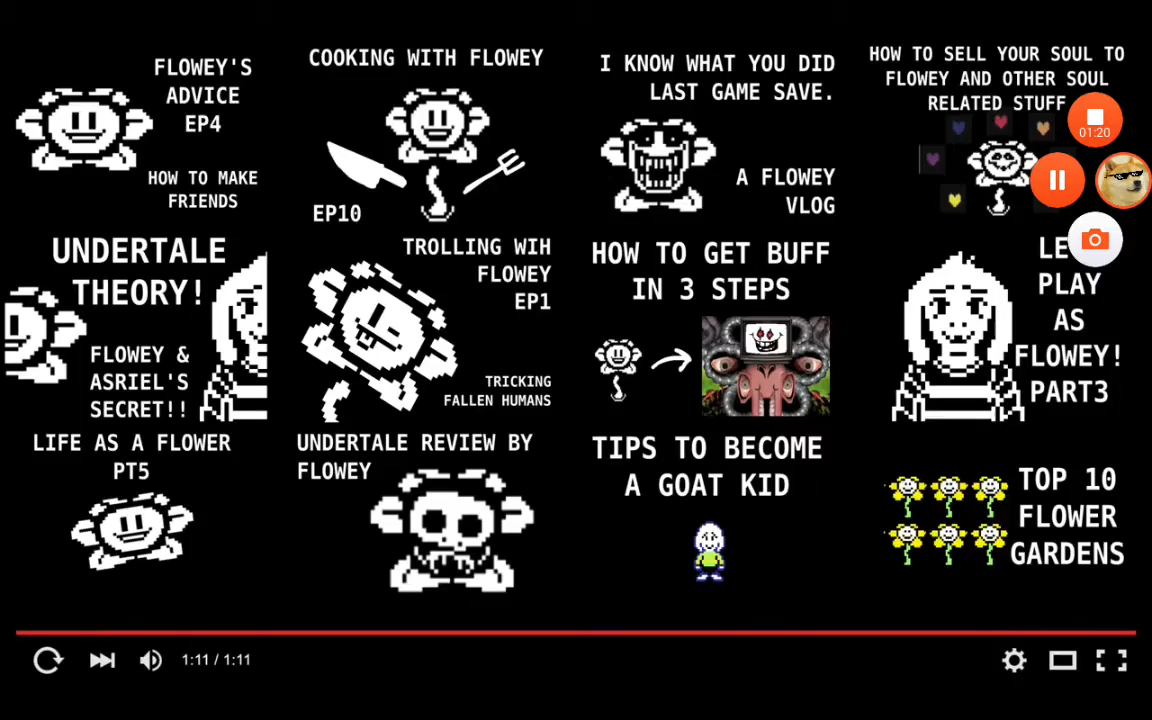 FLOWEY'S
ADVICE
EP4
HOW TO MAKE
FRIENDS
COOKING WITH FLOWEY
EP10
I KNOW WHAT YOU DID
LAST GAME SAVE.
A FLOWEY
VLOG
HOW TO SELL YOUR SOUL TO
FLOWEY AND OTHER SOUL
RELATED STUFF
01:20
UNDERTALE
THEORY!
FLOWEY &
ASRIEL'S
SECRET!!
TROLLING WIH
FLOWEY
EP1
TRICKING
FALLEN HUMANS
HOW TO GET BUFF
IN 3 STEPS
PLAY
AS
FLOWEY!
PART3
LIFE AS A FLOWER
PT5
UNDERTALE REVIEW BY
FLOWEY
TIPS TO BECOME
A GOAT KID
TOP 10
FLOWER
GARDENS
1:11 / 1:11